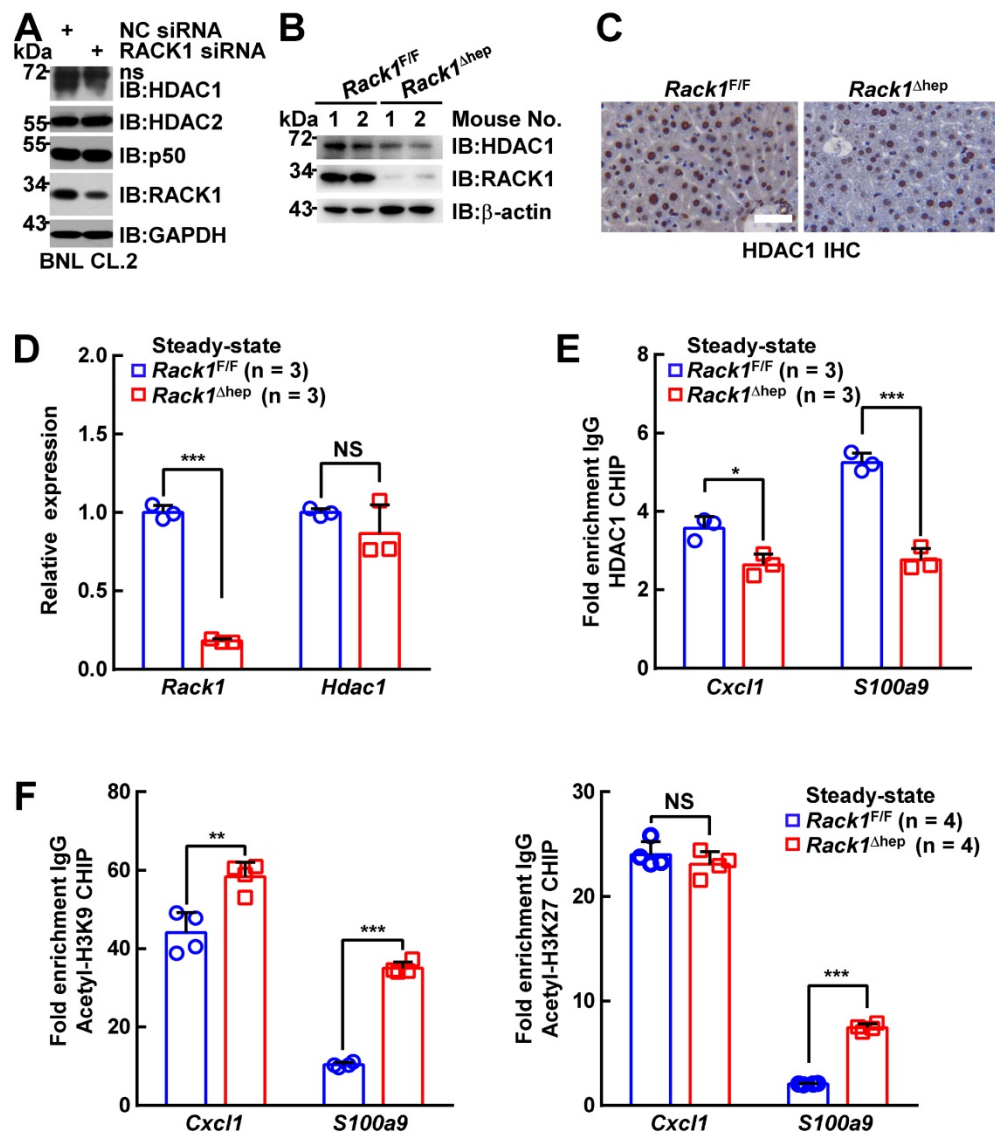 A
+ NC siRNA
kDa + RACK1 siRNA
72 ns
IB:HDAC1
55 IB:HDAC2
55 IB:p50
34 IB:RACK1
43 IB:GAPDH
BNL CL.2
B
Rack1F/F Rack1Δhep
kDa 1 2 1 2 Mouse No.
72 IB:HDAC1
34 IB:RACK1
43 IB:β-actin
C
Rack1F/F Rack1Δhep
HDAC1 IHC
D
Steady-state
Rack1F/F (n = 3)
Rack1Δhep (n = 3)
Relative expression
2.0
1.5
1.0
0.5
0.0
*** NS
Rack1 Hdac1
E
Steady-state
Rack1F/F (n = 3)
Rack1Δhep (n = 3)
Fold enrichment IgG
HDAC1 CHIP
8
6
4
2
0
* ***
Cxcl1 S100a9
F
Fold enrichment IgG
Acetyl-H3K9 CHIP
80
60
40
20
0
** ***
Cxcl1 S100a9
Fold enrichment IgG
Acetyl-H3K27 CHIP
30
20
10
0
NS ***
Steady-state
Rack1F/F (n = 4)
Rack1Δhep (n = 4)
Cxcl1 S100a9